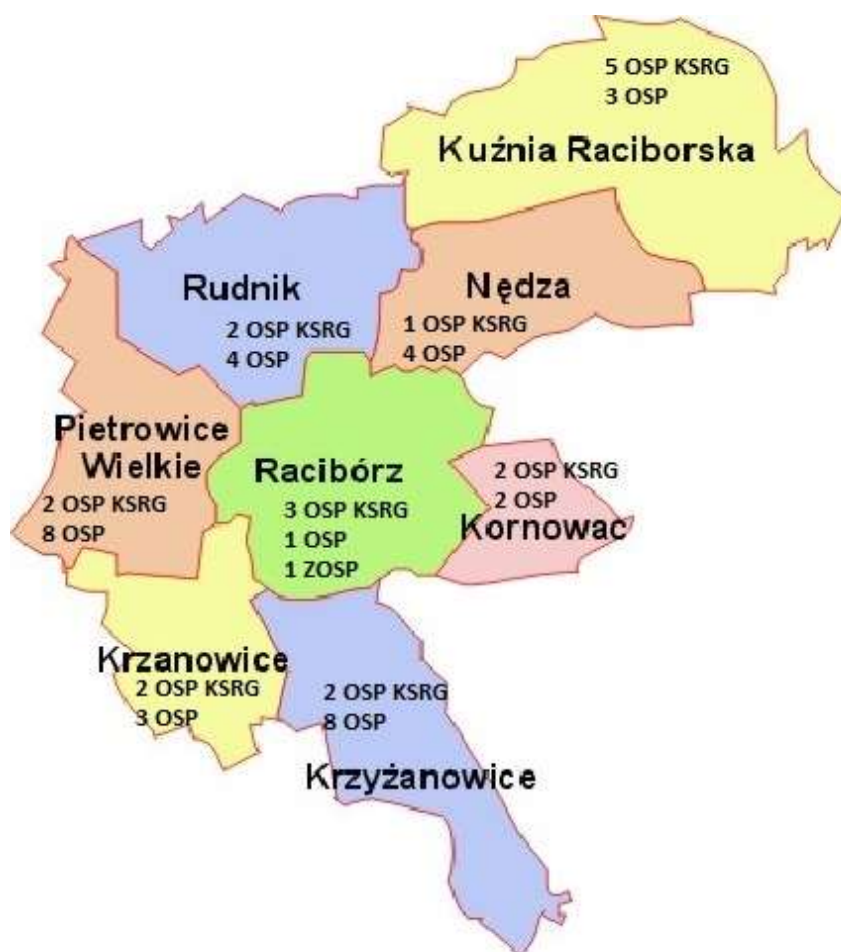 5 OSP KSRG
3 OSP
Kuźnia Raciborska
Rudnik
2 OSP KSRG
4 OSP
Nędza
1 OSP KSRG
4 OSP
Pietrowice
Wielkie
2 OSP KSRG
8 OSP
Racibórz
3 OSP KSRG
1 OSP
1 ZOSP
2 OSP KSRG
2 OSP
Kornowac
Krzanowice
2 OSP KSRG
3 OSP
2 OSP KSRG
8 OSP
Krzyżanowice